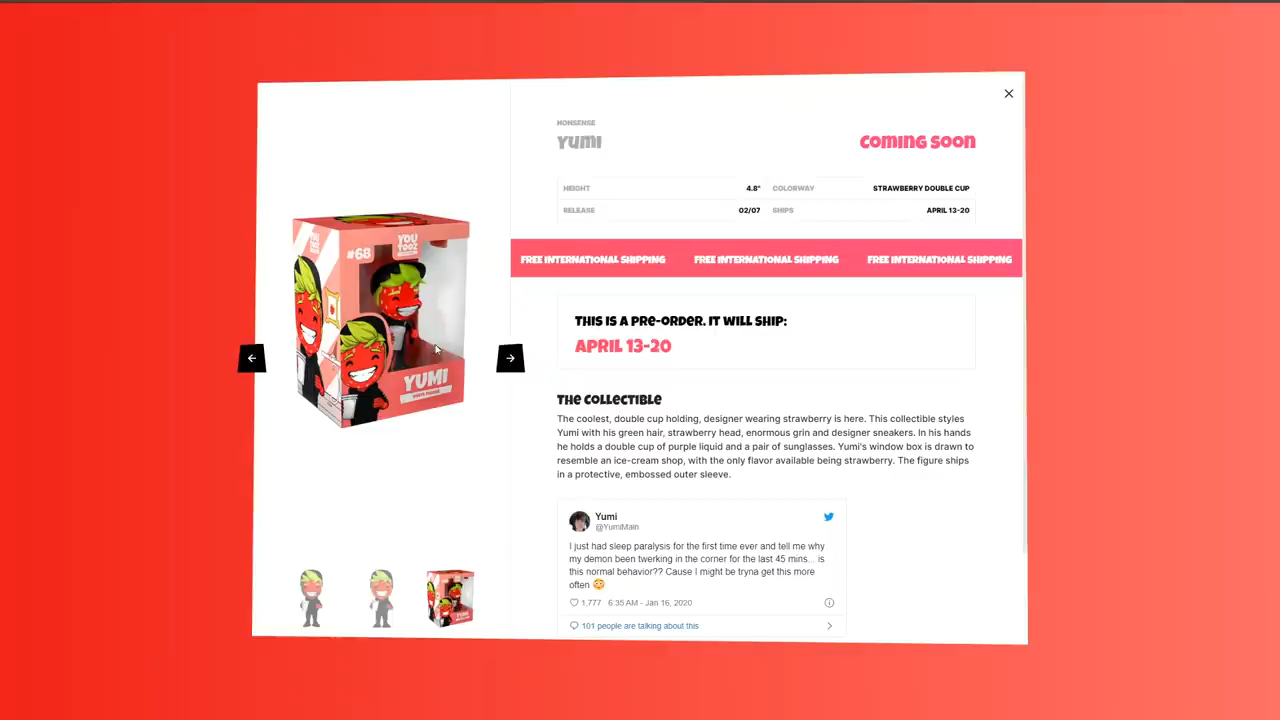 NONSENSE
YUMI
COMING SOON
HEIGHT 4.8" COLORWAY STRAWBERRY DOUBLE CUP
RELEASE 02/07 SHIPS APRIL 13-20
FREE INTERNATIONAL SHIPPING FREE INTERNATIONAL SHIPPING FREE INTERNATIONAL SHIPPING
#68
YOU
TOOZ
YOU
TOOZ
YUMI
THIS IS A PRE-ORDER. IT WILL SHIP:
APRIL 13-20
THE COLLECTIBLE
The coolest, double cup holding, designer wearing strawberry is here. This collectible styles
Yumi with his green hair, strawberry head, enormous grin and designer sneakers. In his hands
he holds a double cup of purple liquid and a pair of sunglasses. Yumi's window box is drawn to
resemble an ice-cream shop, with the only flavor available being strawberry. The figure ships
in a protective, embossed outer sleeve.
Yumi
@YumiMain
I just had sleep paralysis for the first time ever and tell me why
my demon been twerking in the corner for the last 45 mins... is
this normal behavior?? Cause I might be tryna get this more
often 😳
1,777 6:35 AM - Jan 16, 2020
101 people are talking about this